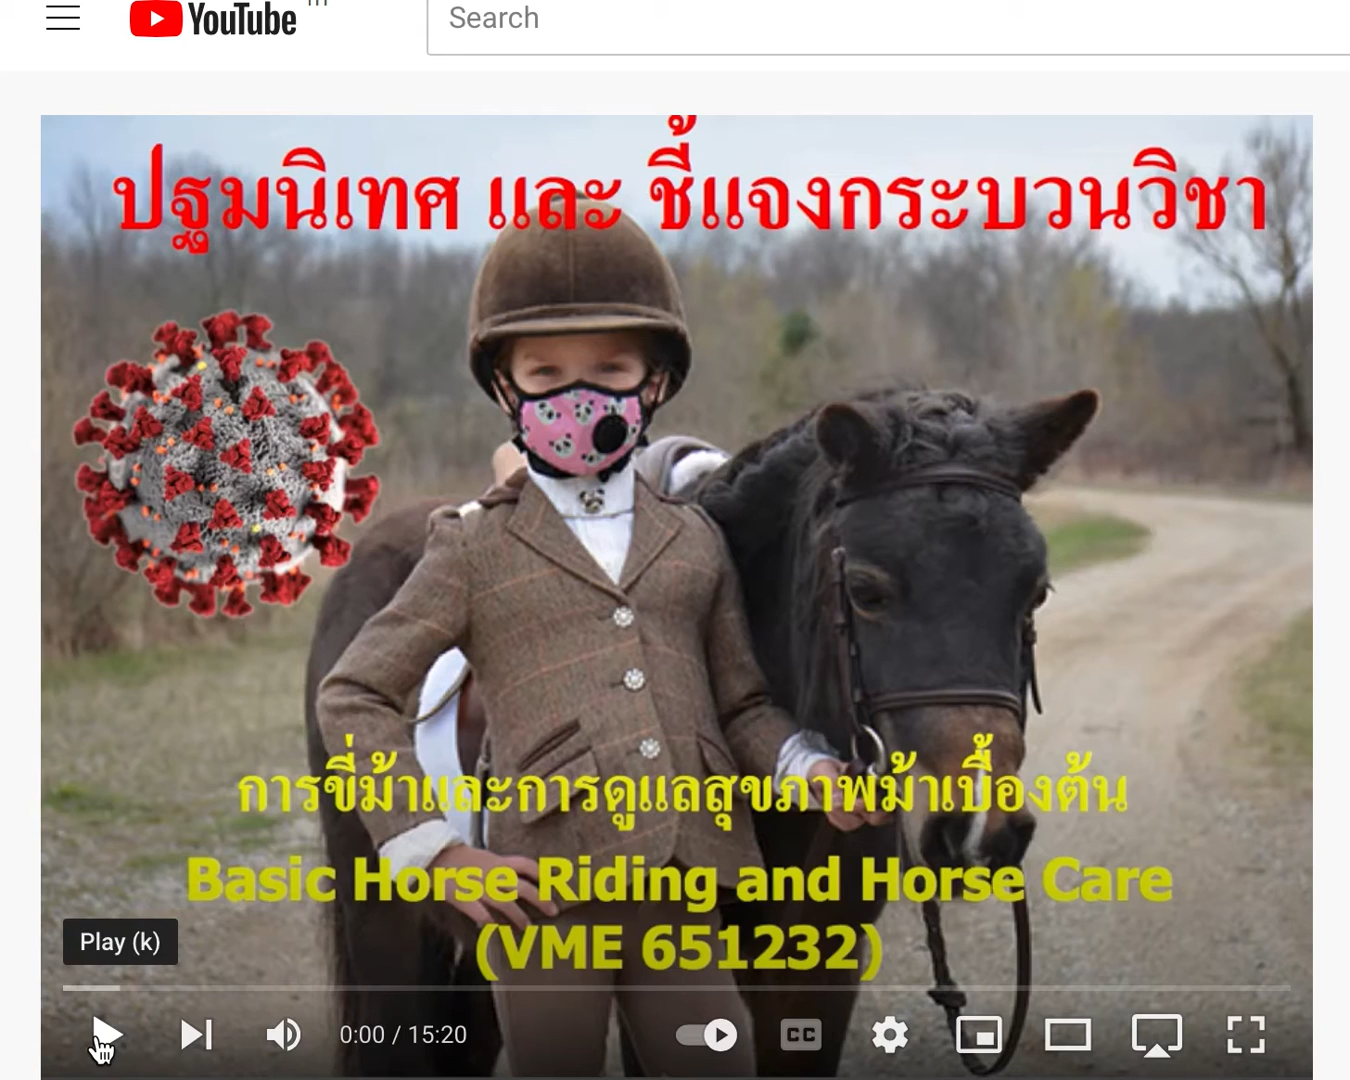 YouTube
Search
ปฐมนิเทศ และ ชี้แจงกระบวนวิชา
การขี่ม้าและการดูแลสุขภาพม้าเบื้องต้น
Basic Horse Riding and Horse Care
(VME 651232)
Play (k)
0:00 / 15:20
CC